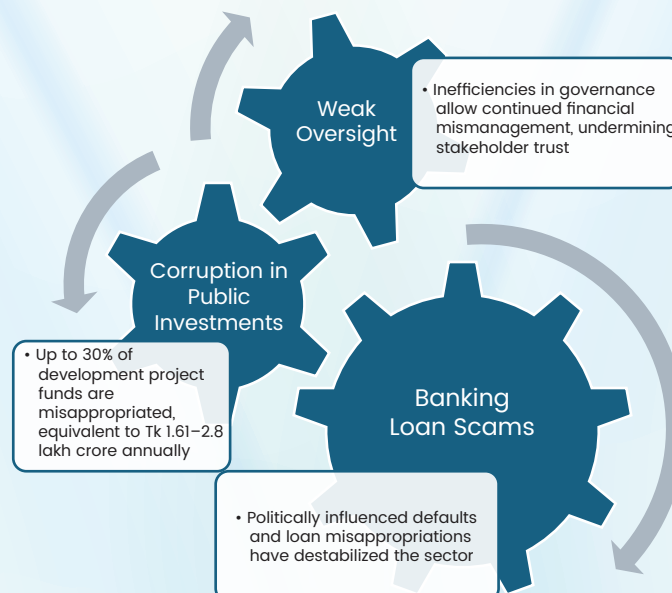 Weak
Oversight
• Inefficiencies in governance
allow continued financial
mismanagement, undermining
stakeholder trust
Corruption in
Public
Investments
• Up to 30% of
development project
funds are
misappropriated,
equivalent to Tk 1.61–2.8
lakh crore annually
Banking
Loan Scams
• Politically influenced defaults
and loan misappropriations
have destabilized the sector